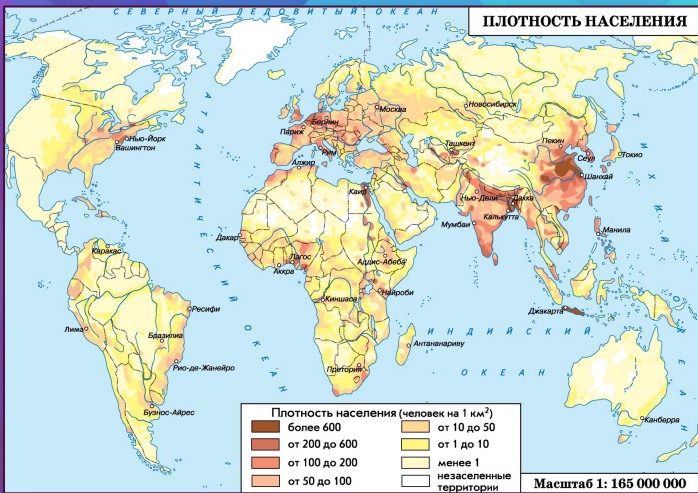 ПЛОТНОСТЬ НАСЕЛЕНИЯ
СЕВЕРНЫЙ ЛЕДОВИТЫЙ ОКЕАН
АТЛАНТИЧЕСКИЙ ОКЕАН
ТИХИЙ
ОКЕАН
ИНДИЙСКИЙ
ОКЕАН
Нью-Йорк
Вашингтон
Москва
Новосибирск
Берлин
Париж
Рим
Алжир
Ташкент
Пекин
Сеул
Токио
Шанхай
Каир
Нью-Дели
Дакка
Калькутта
Мумбаи
Манила
Дакар
Лагос
Аккра
Аддис-Абеба
Каракас
Киншаса
Найроби
Джакарта
Ресифи
Лима
Бразилиа
Антананариву
Рио-де-Жанейро
Претория
Буэнос-Айрес
Канберра
Плотность населения (человек на 1 км²)
более 600
от 200 до 600
от 100 до 200
от 50 до 100
от 10 до 50
от 1 до 10
менее 1
незаселенные
территории
Масштаб 1: 165 000 000